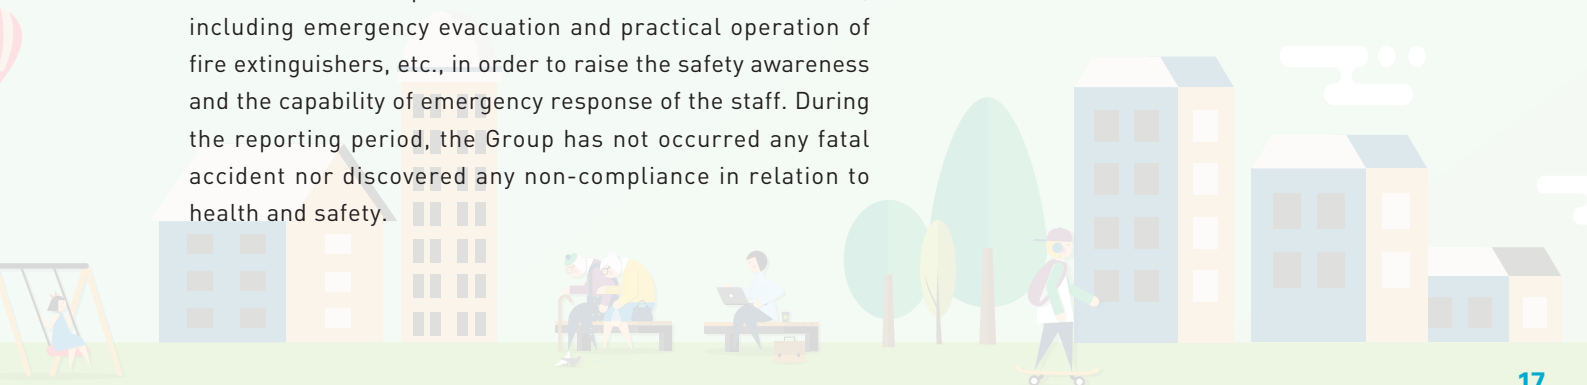 including emergency evacuation and practical operation of
fire extinguishers, etc., in order to raise the safety awareness
and the capability of emergency response of the staff. During
the reporting period, the Group has not occurred any fatal
accident nor discovered any non-compliance in relation to
health and safety.
17